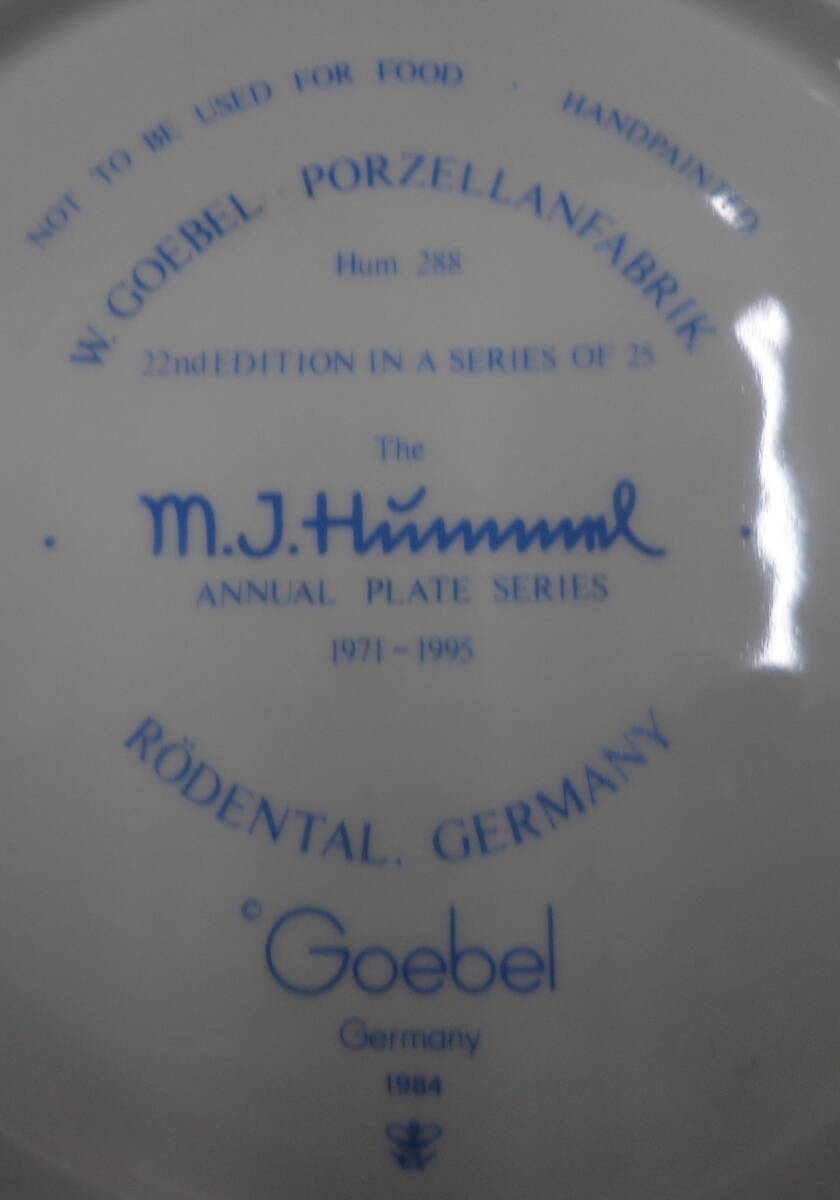 NOT TO BE USED FOR FOOD · HANDPAINTED
W. GOEBEL PORZELLANFABRIK
Hum 288
22nd EDITION IN A SERIES OF 25
The
M.J. Hummel
ANNUAL PLATE SERIES
1971 - 1995
RÖDENTAL, GERMANY
© Goebel
Germany
1984